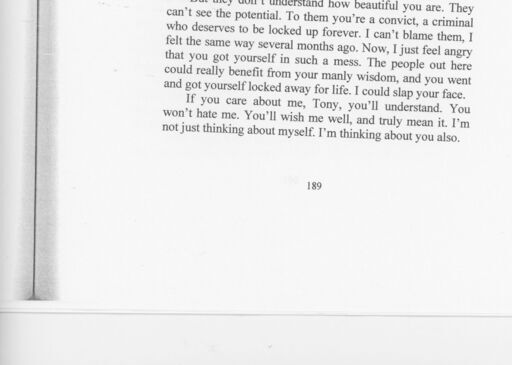 But they don't understand how beautiful you are. They
can't see the potential. To them you're a convict, a criminal
who deserves to be locked up forever. I can't blame them, I
felt the same way several months ago. Now, I just feel angry
that you got yourself in such a mess. The people out here
could really benefit from your manly wisdom, and you went
and got yourself locked away for life. I could slap your face.
If you care about me, Tony, you'll understand. You
won't hate me. You'll wish me well, and truly mean it. I'm
not just thinking about myself. I'm thinking about you also.
189